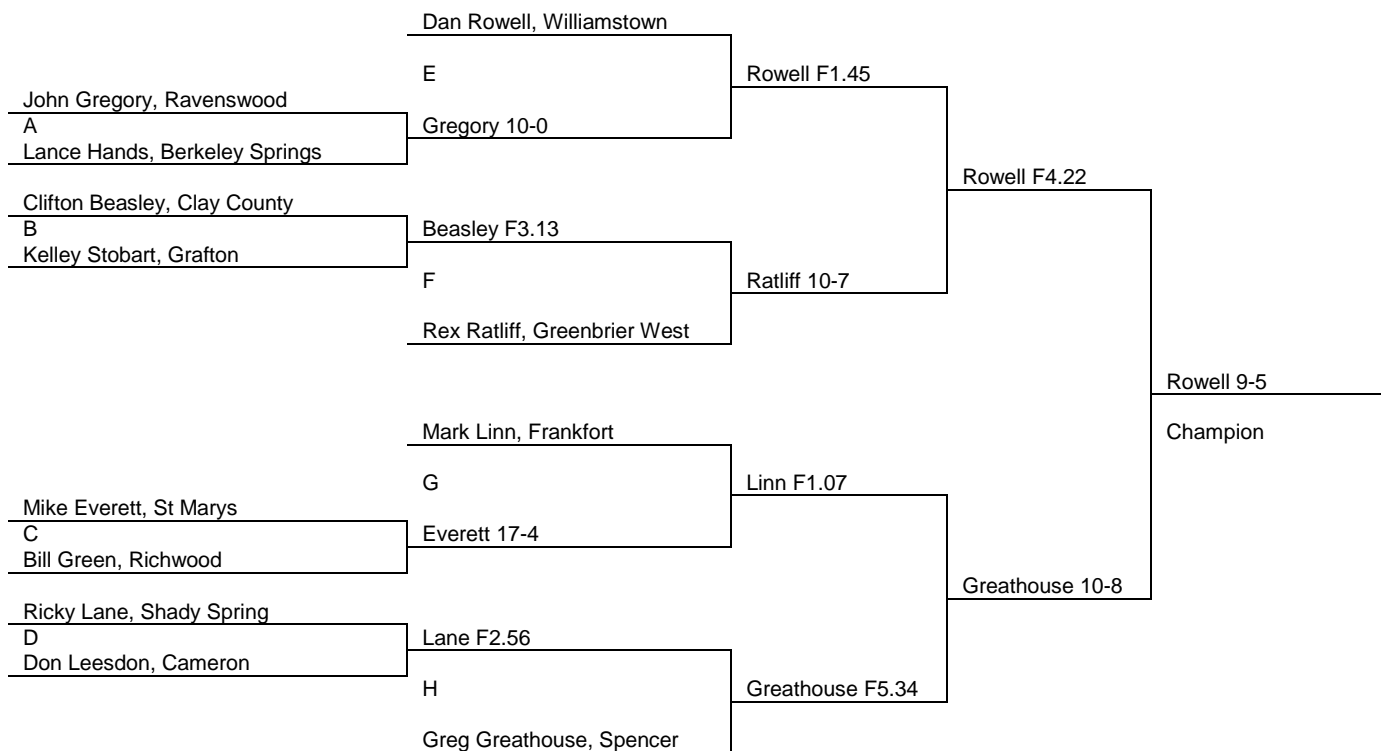 Dan Rowell, Williamstown
E
Rowell F1.45
John Gregory, Ravenswood
A
Gregory 10-0
Lance Hands, Berkeley Springs
Rowell F4.22
Clifton Beasley, Clay County
B
Beasley F3.13
Kelley Stobart, Grafton
F
Ratliff 10-7
Rex Ratliff, Greenbrier West
Rowell 9-5
Mark Linn, Frankfort
Champion
G
Linn F1.07
Mike Everett, St Marys
C
Everett 17-4
Bill Green, Richwood
Greathouse 10-8
Ricky Lane, Shady Spring
D
Lane F2.56
Don Leesdon, Cameron
H
Greathouse F5.34
Greg Greathouse, Spencer